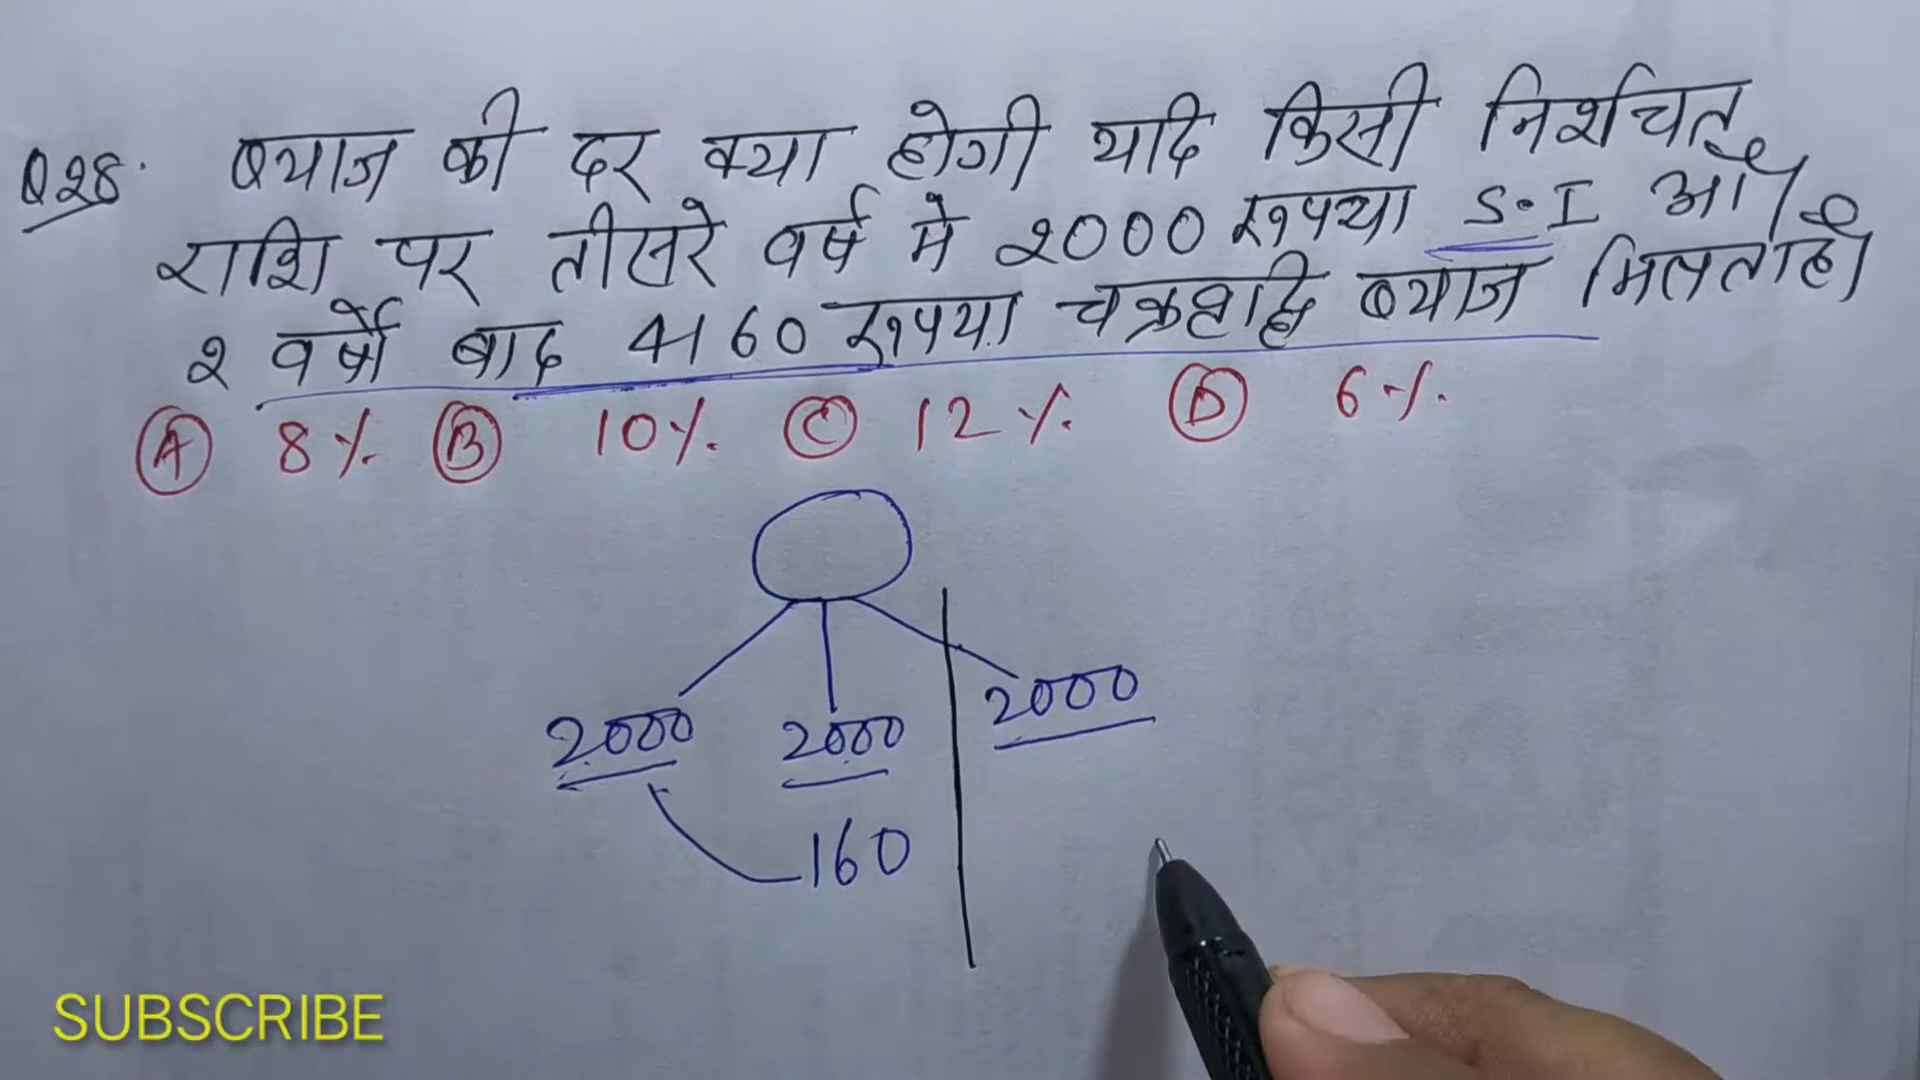 Q28. ब्याज की दर क्या होगी यदि किसी निश्चित
राशि पर तीसरे वर्ष मे 2000 रूपया S.I और
2 वर्षो बाद 4160 रूपया चक्रवृद्धि ब्याज मिलता है।
A 8% B 10% C 12% D 6%
2000 2000 2000
160
SUBSCRIBE